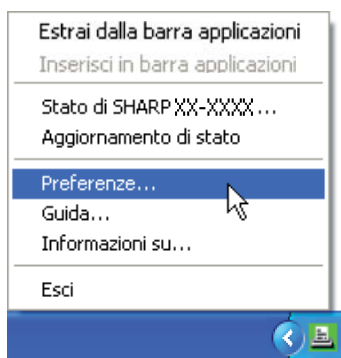 Estrai dalla barra applicazioni
Inserisci in barra applicazioni
Stato di SHARP XX-XXXX...
Aggiornamento di stato
Preferenze...
Guida...
Informazioni su...
Esci